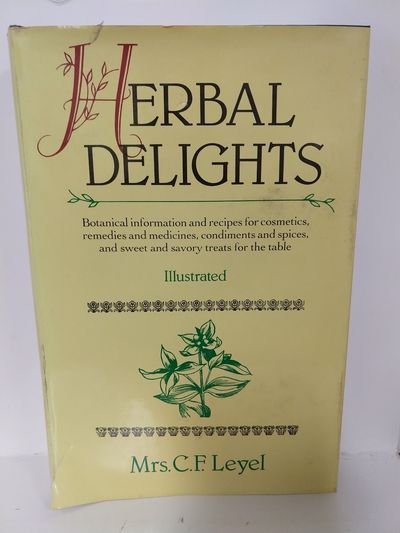 HERBAL
DELIGHTS
Botanical information and recipes for cosmetics,
remedies and medicines, condiments and spices,
and sweet and savory treats for the table
Illustrated
Mrs. C.F. Leyel